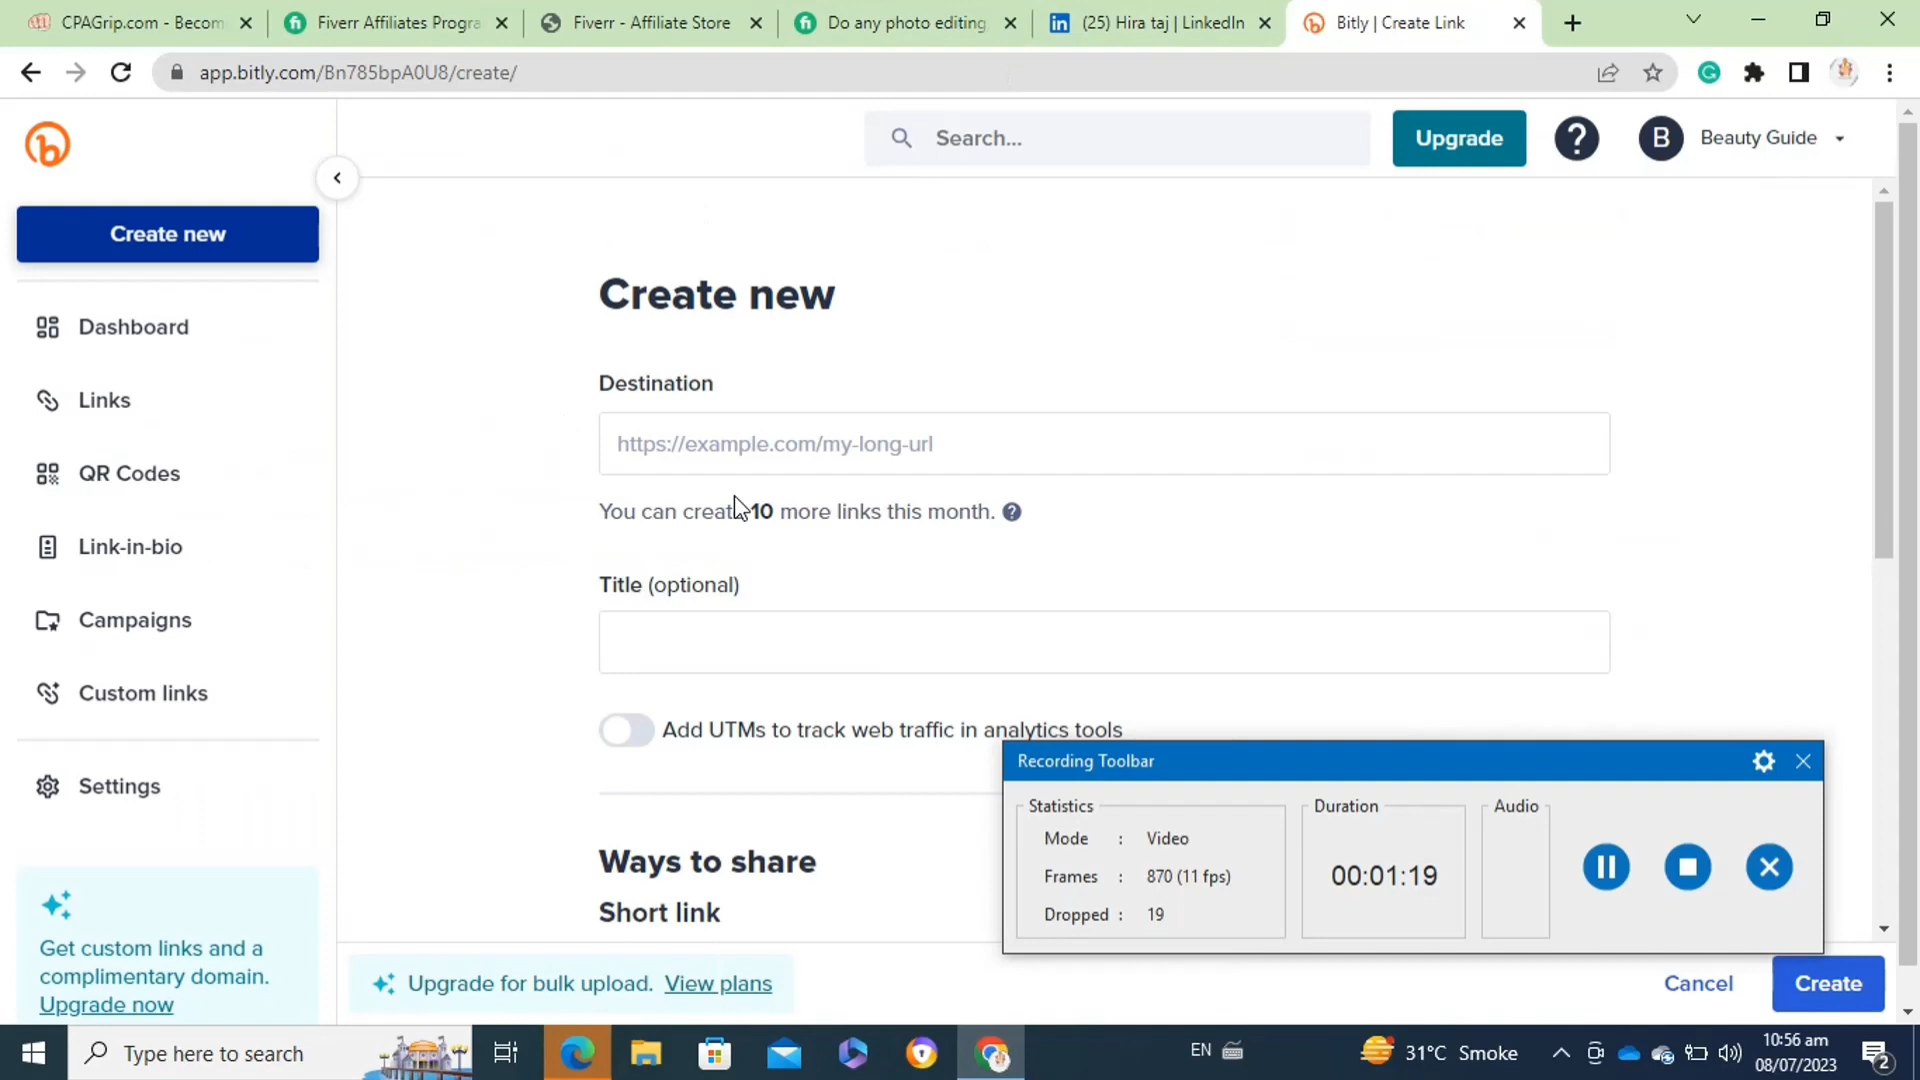 CPAGrip.com - Becom
Fiverr Affiliates Progra
Fiverr - Affiliate Store
Do any photo editing,
(25) Hira taj | LinkedIn
Bitly | Create Link
app.bitly.com/Bn785bpA0U8/create/
Search...
Upgrade
B
Beauty Guide
Create new
Dashboard
Links
QR Codes
Link-in-bio
Campaigns
Custom links
Settings
Get custom links and a
complimentary domain.
Upgrade now
Create new
Destination
https://example.com/my-long-url
You can create 10 more links this month.
Title (optional)
Add UTMs to track web traffic in analytics tools
Ways to share
Short link
Recording Toolbar
Statistics
Mode : Video
Frames : 870 (11 fps)
Dropped : 19
Duration
00:01:19
Audio
Upgrade for bulk upload. View plans
Cancel
Create
Type here to search
EN
31°C Smoke
10:56 am
08/07/2023
2